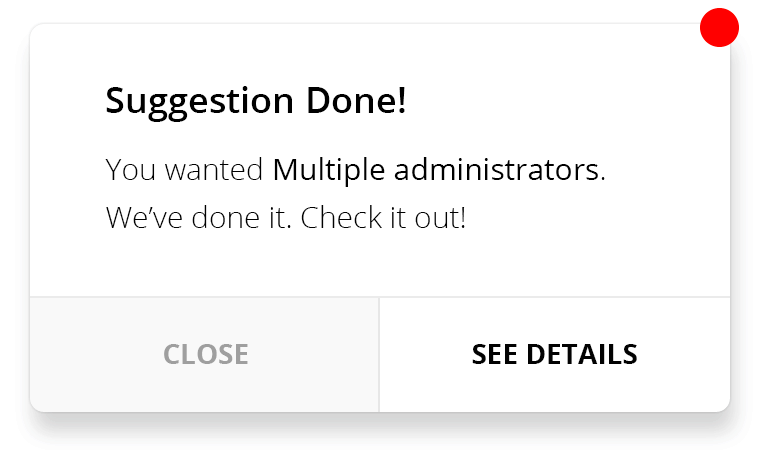 Suggestion Done!
You wanted Multiple administrators.
We’ve done it. Check it out!
CLOSE
SEE DETAILS